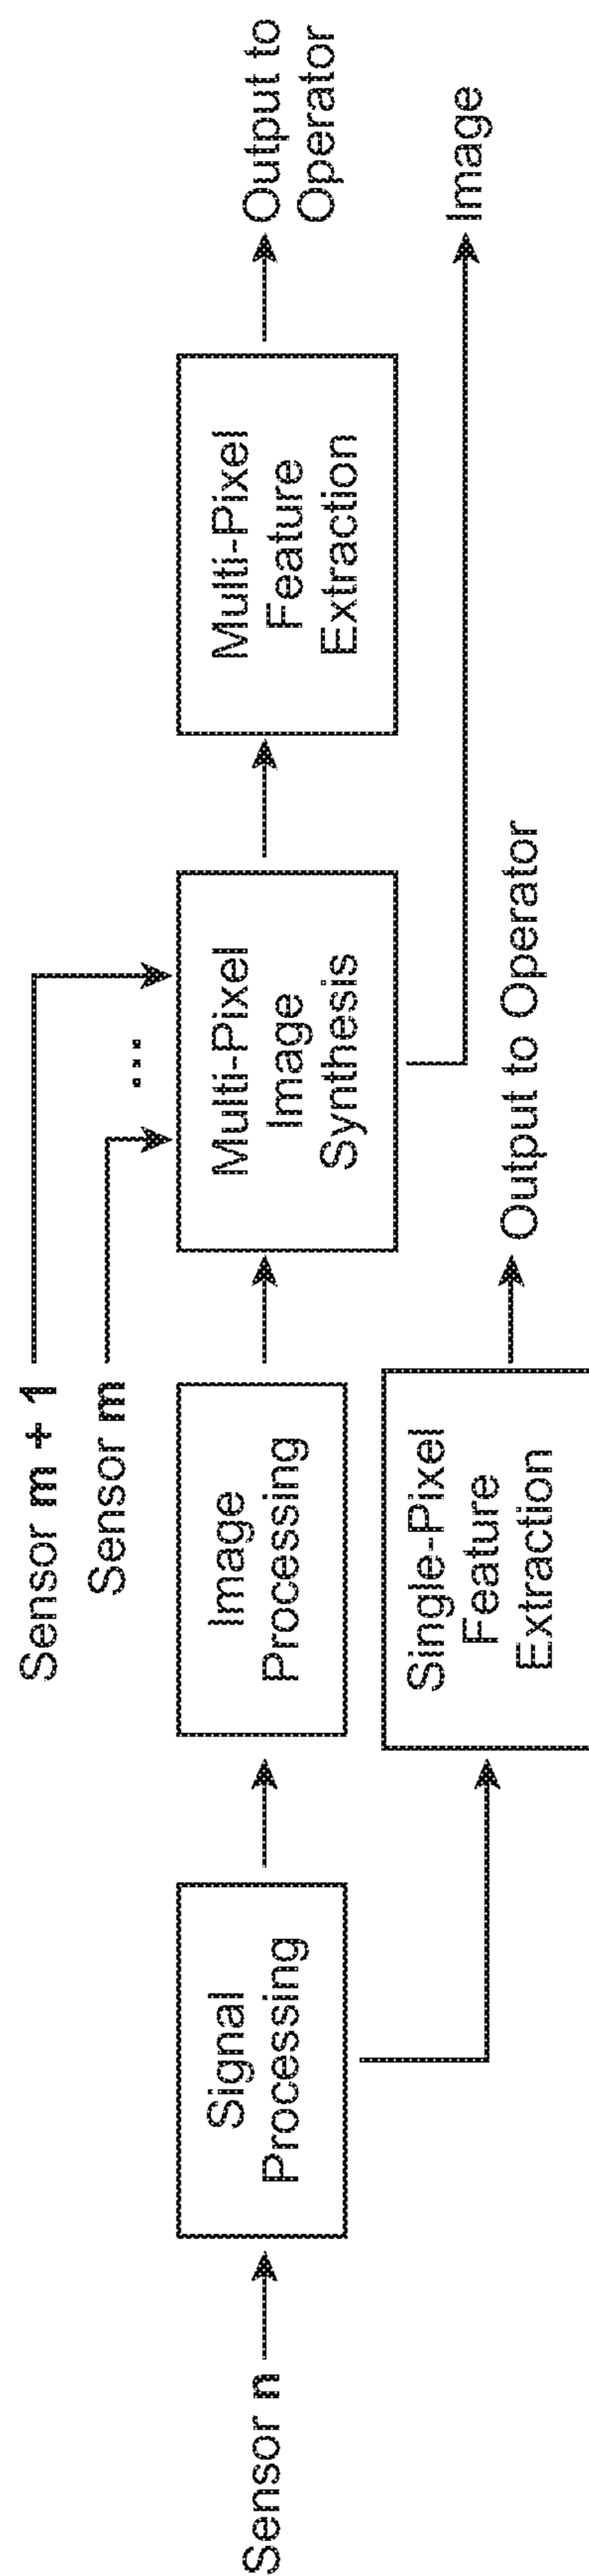 Sensor m + 1
Sensor m
...
Sensor n
Signal
Processing
Image
Processing
Multi-Pixel
Image
Synthesis
Multi-Pixel
Feature
Extraction
Output to
Operator
Single-Pixel
Feature
Extraction
Output to Operator
Image